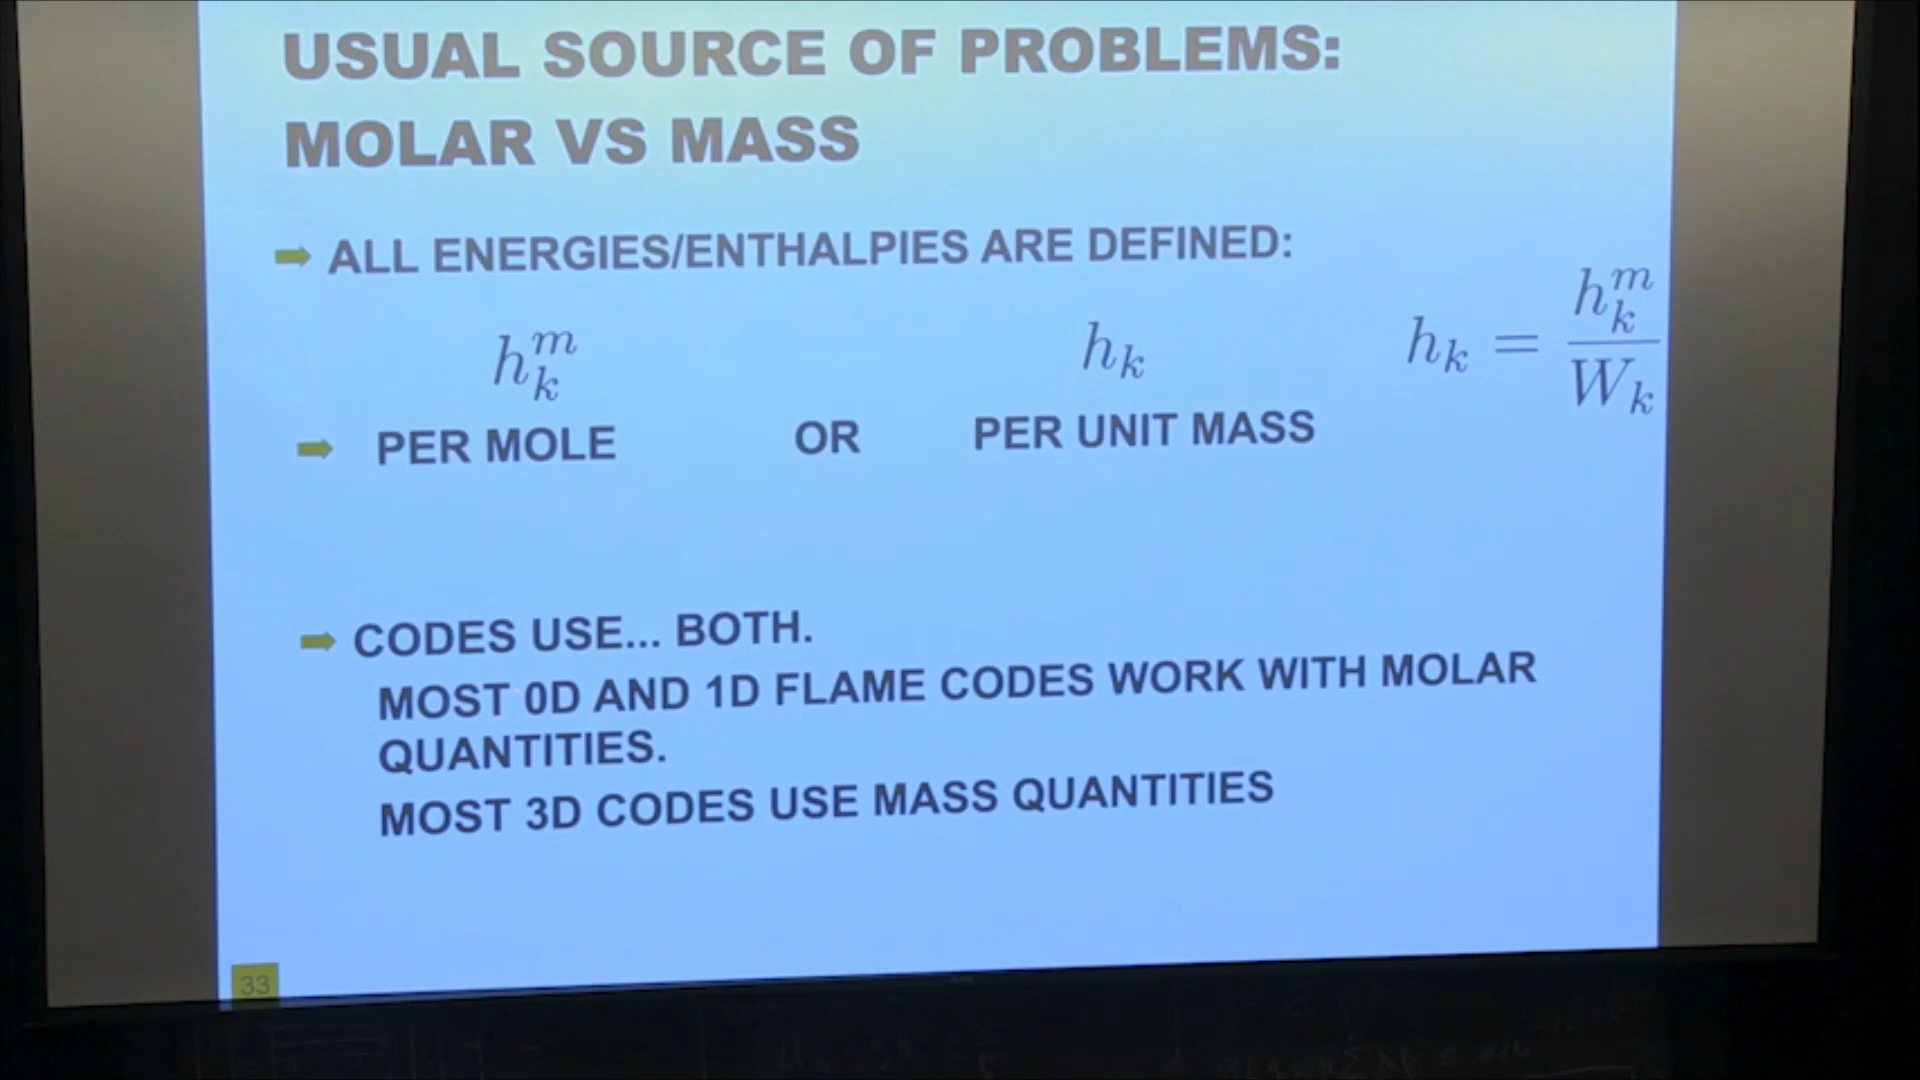 USUAL SOURCE OF PROBLEMS:
MOLAR VS MASS
ALL ENERGIES/ENTHALPIES ARE DEFINED:
h_k^m h_k h_k = h_k^m / W_k
PER MOLE OR PER UNIT MASS
CODES USE... BOTH.
MOST 0D AND 1D FLAME CODES WORK WITH MOLAR
QUANTITIES.
MOST 3D CODES USE MASS QUANTITIES
33